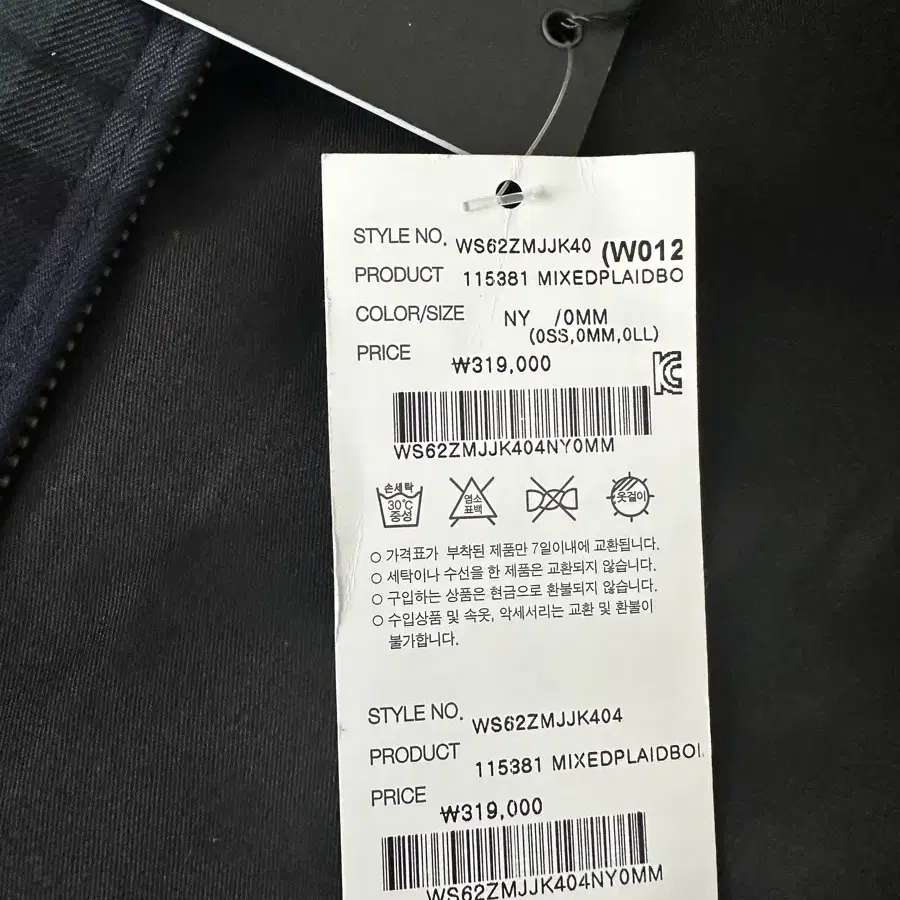 STYLE NO. WS62ZMJJK40 (W012
PRODUCT 115381 MIXEDPLAIDBO
COLOR/SIZE NY /0MM
(0SS,0MM,0LL)
PRICE ₩319,000
WS62ZMJJK404NY0MM
손세탁
30℃
중성
염소
표백
옷걸이
○ 가격표가 부착된 제품만 7일이내에 교환됩니다.
○ 세탁이나 수선을 한 제품은 교환되지 않습니다.
○ 구입하는 상품은 현금으로 환불되지 않습니다.
○ 수입상품 및 속옷, 악세서리는 교환 및 환불이
불가합니다.
STYLE NO. WS62ZMJJK404
PRODUCT 115381 MIXEDPLAIDBO
PRICE ₩319,000
WS62ZMJJK404NY0MM